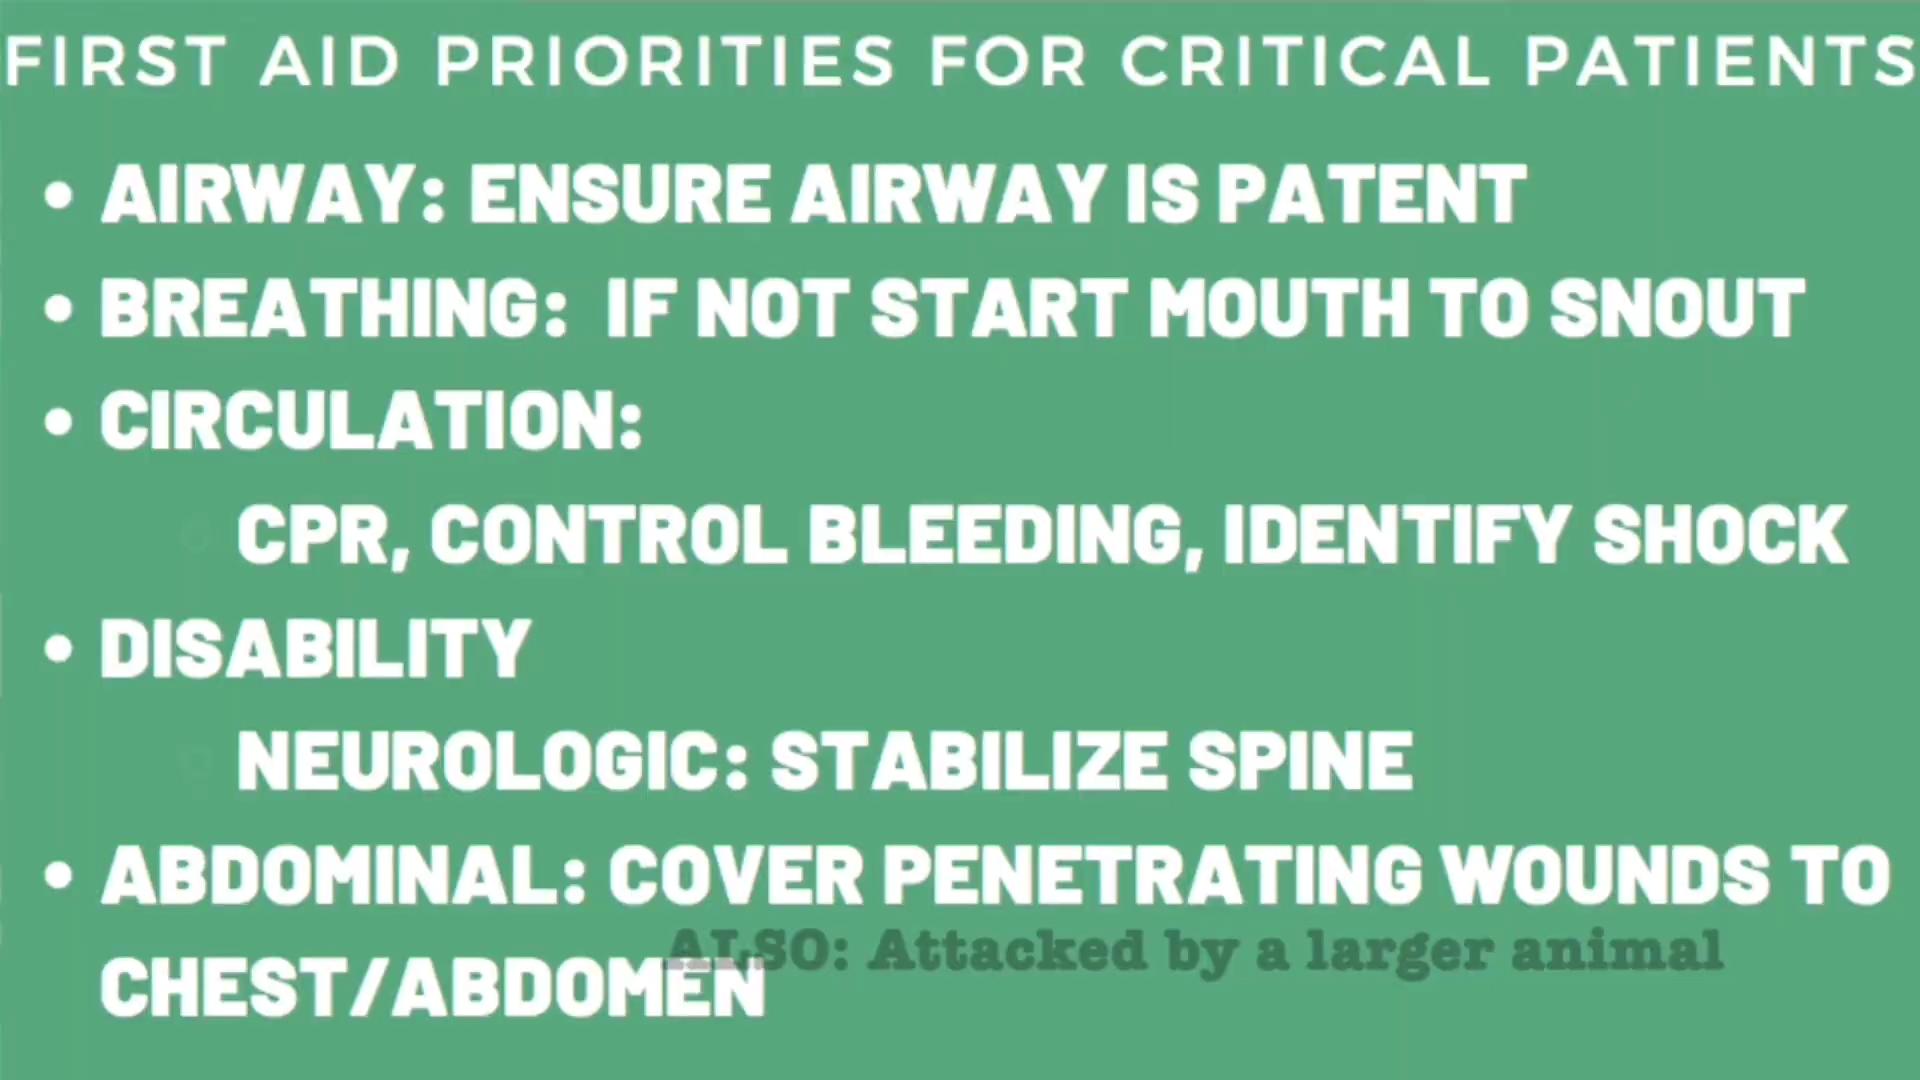 FIRST AID PRIORITIES FOR CRITICAL PATIENTS
• AIRWAY: ENSURE AIRWAY IS PATENT
• BREATHING: IF NOT START MOUTH TO SNOUT
• CIRCULATION:
CPR, CONTROL BLEEDING, IDENTIFY SHOCK
• DISABILITY
NEUROLOGIC: STABILIZE SPINE
• ABDOMINAL: COVER PENETRATING WOUNDS TO
ALSO: Attacked by a larger animal
CHEST/ABDOMEN